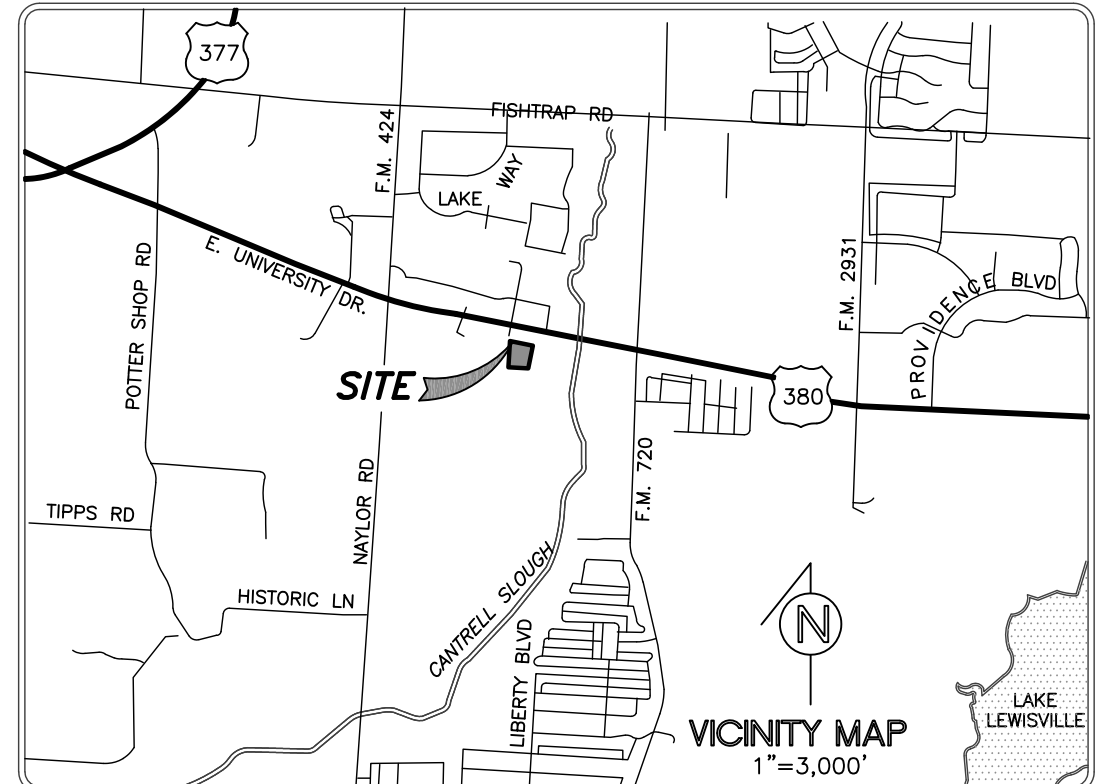 377
FISHTRAP RD
F.M. 424
LAKE WAY
E. UNIVERSITY DR.
POTTER SHOP RD
F.M. 2931
PROVIDENCE BLVD
SITE
380
F.M. 720
NAYLOR RD
TIPPS RD
HISTORIC LN
CANTRELL SLOUGH
LIBERTY BLVD
N
LAKE
LEWISVILLE
VICINITY MAP
1"=3,000'